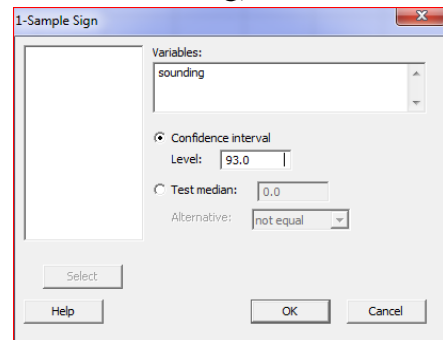 1-Sample Sign
Variables:
sounding
Confidence interval
Level: 93.0
Test median: 0.0
Alternative: not equal
Select
Help OK Cancel